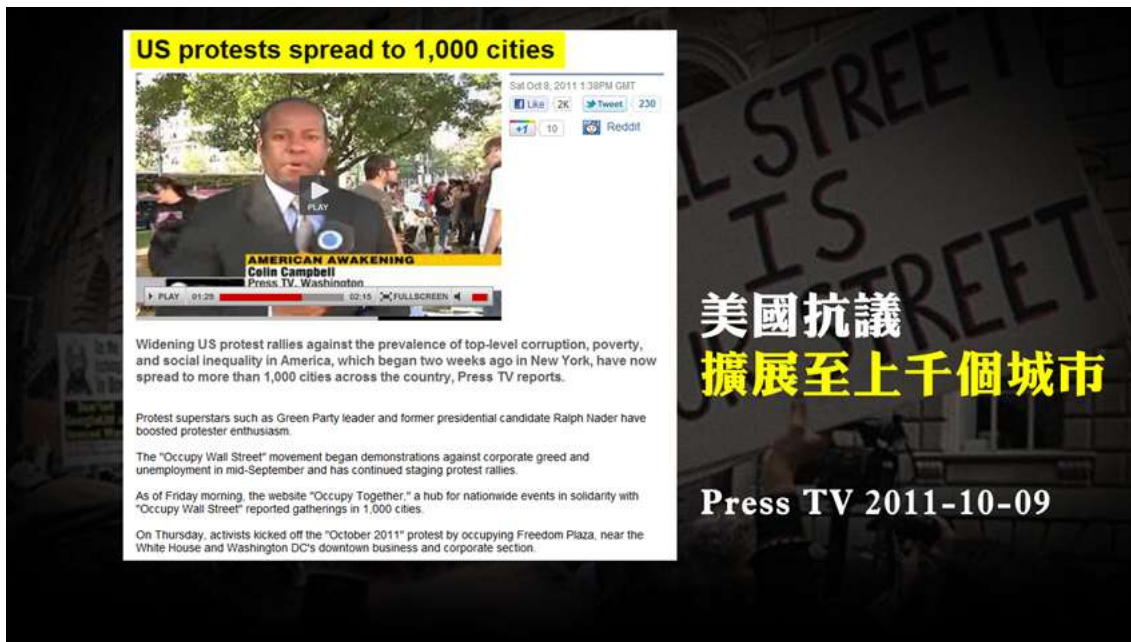 US protests spread to 1,000 cities
Sat Oct 8, 2011 1:38PM GMT
Like 2K Tweet 230
+1 10 Reddit
PLAY
AMERICAN AWAKENING
Colin Campbell
Press TV, Washington
PLAY 01:29 02:15 FULLSCREEN
Widening US protest rallies against the prevalence of top-level corruption, poverty,
and social inequality in America, which began two weeks ago in New York, have now
spread to more than 1,000 cities across the country, Press TV reports.
Protest superstars such as Green Party leader and former presidential candidate Ralph Nader have
boosted protester enthusiasm.
The "Occupy Wall Street" movement began demonstrations against corporate greed and
unemployment in mid-September and has continued staging protest rallies.
As of Friday morning, the website "Occupy Together," a hub for nationwide events in solidarity with
"Occupy Wall Street" reported gatherings in 1,000 cities.
On Thursday, activists kicked off the "October 2011" protest by occupying Freedom Plaza, near the
White House and Washington DC's downtown business and corporate section.
L STREET
IS
STREET
美國抗議
擴展至上千個城市
Press TV 2011-10-09